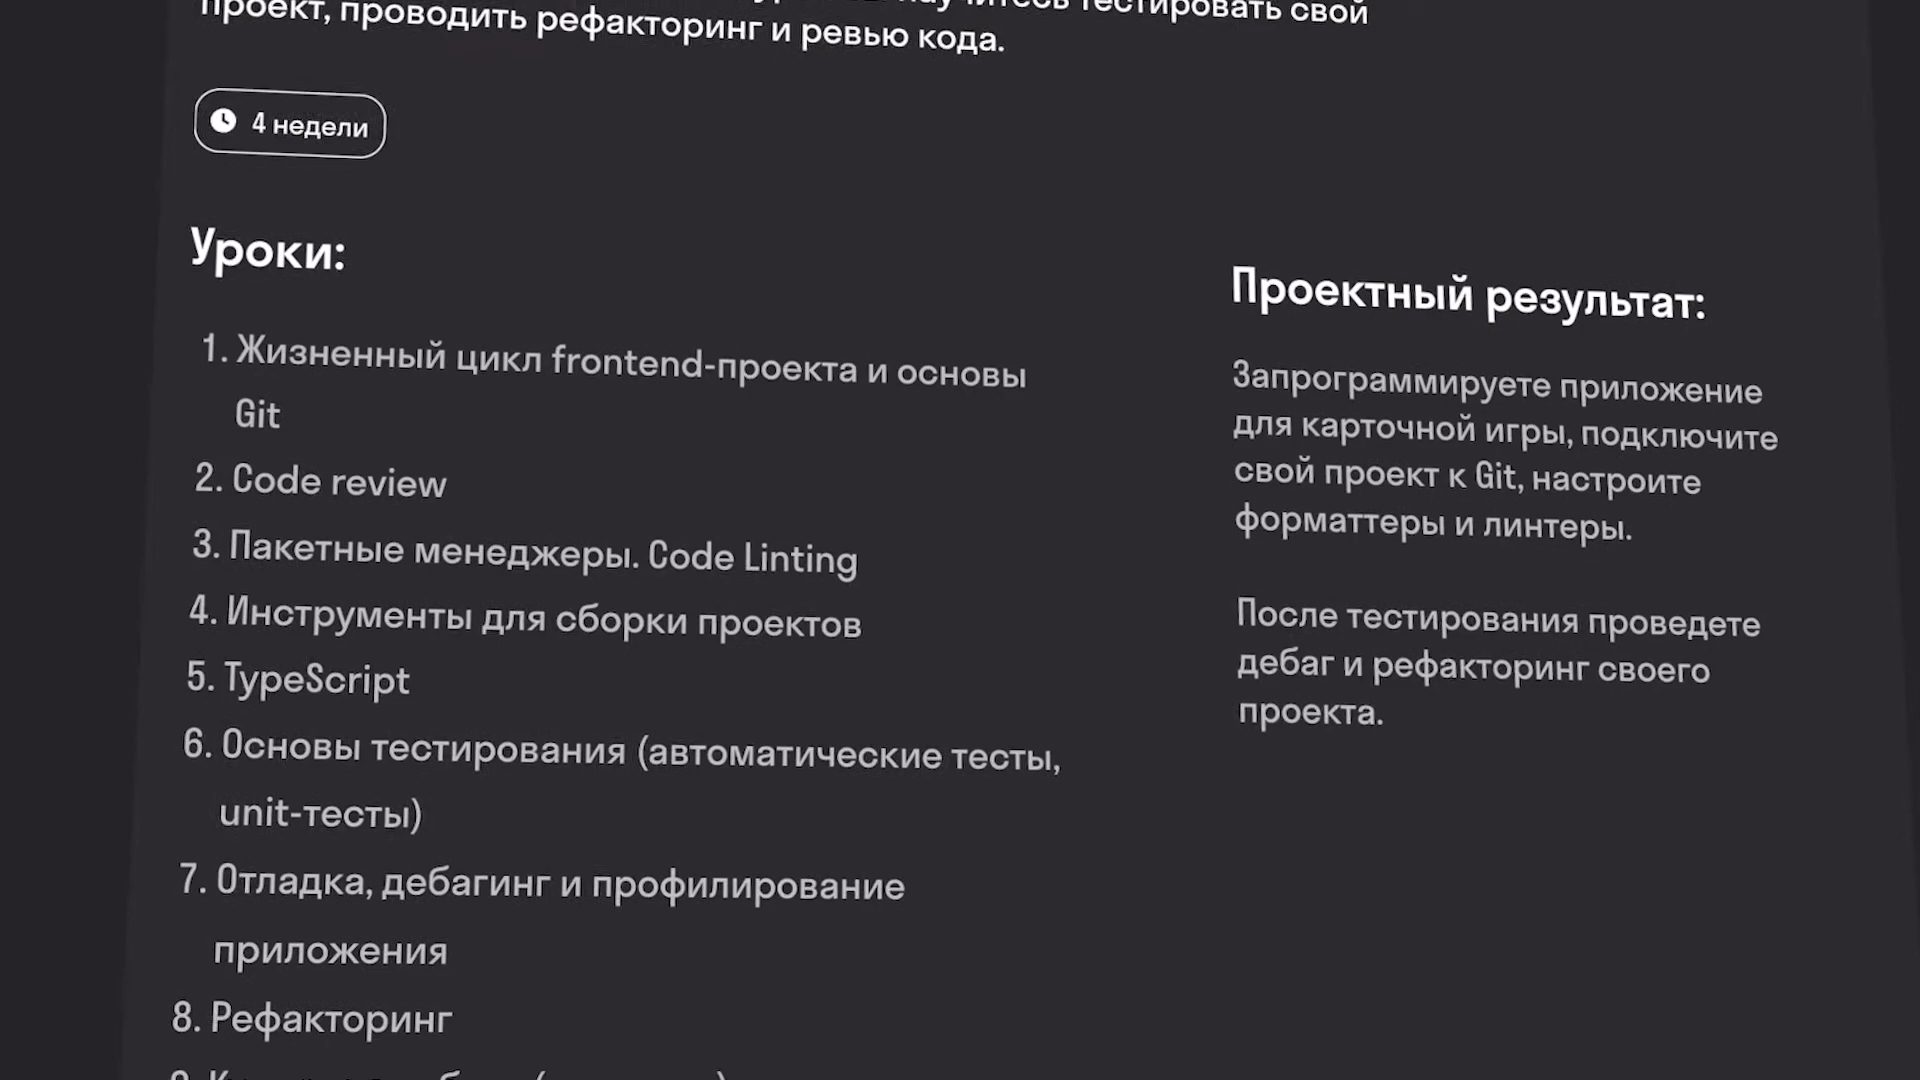 тестировать свой
проект, проводить рефакторинг и ревью кода.
4 недели
Уроки:
1. Жизненный цикл frontend-проекта и основы
Git
2. Code review
3. Пакетные менеджеры. Code Linting
4. Инструменты для сборки проектов
5. TypeScript
6. Основы тестирования (автоматические тесты,
unit-тесты)
7. Отладка, дебагинг и профилирование
приложения
8. Рефакторинг
Проектный результат:
Запрограммируете приложение
для карточной игры, подключите
свой проект к Git, настроите
форматтеры и линтеры.
После тестирования проведете
дебаг и рефакторинг своего
проекта.